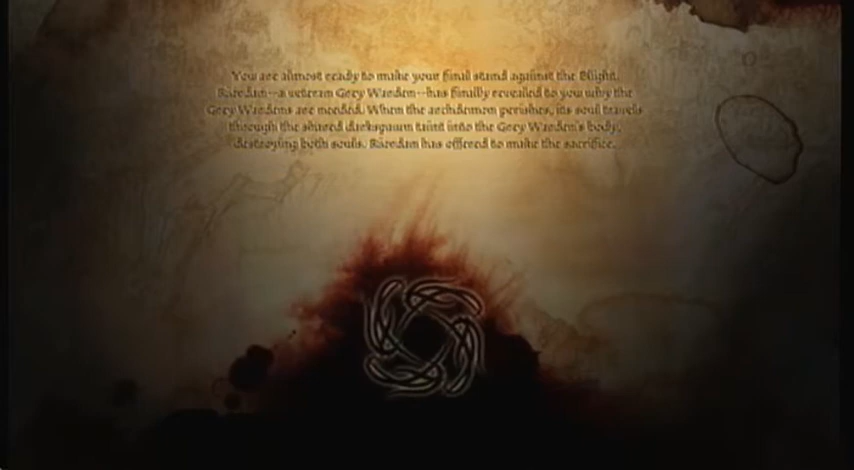 You are almost ready to make your final stand against the Blight.
Riordan--a veteran Grey Warden--has finally revealed to you why the
Grey Wardens are needed. When the archdemon perishes, its soul travels
through the shared darkspawn taint into the Grey Warden's body,
destroying both souls. Riordan has offered to make the sacrifice.